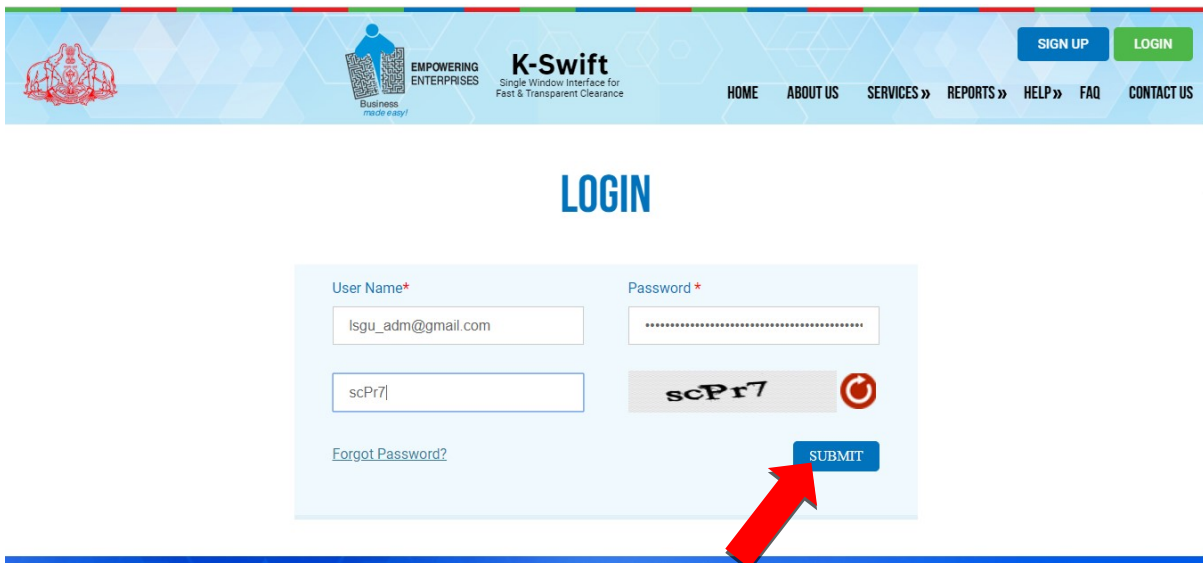 SIGN UP LOGIN
EMPOWERING
ENTERPRISES
Business
made easy!
K-Swift
Single Window Interface for
Fast & Transparent Clearance
HOME ABOUT US SERVICES » REPORTS » HELP » FAQ CONTACT US
LOGIN
User Name* Password *
lsgu_adm@gmail.com
scPr7 scPr7
Forgot Password? SUBMIT